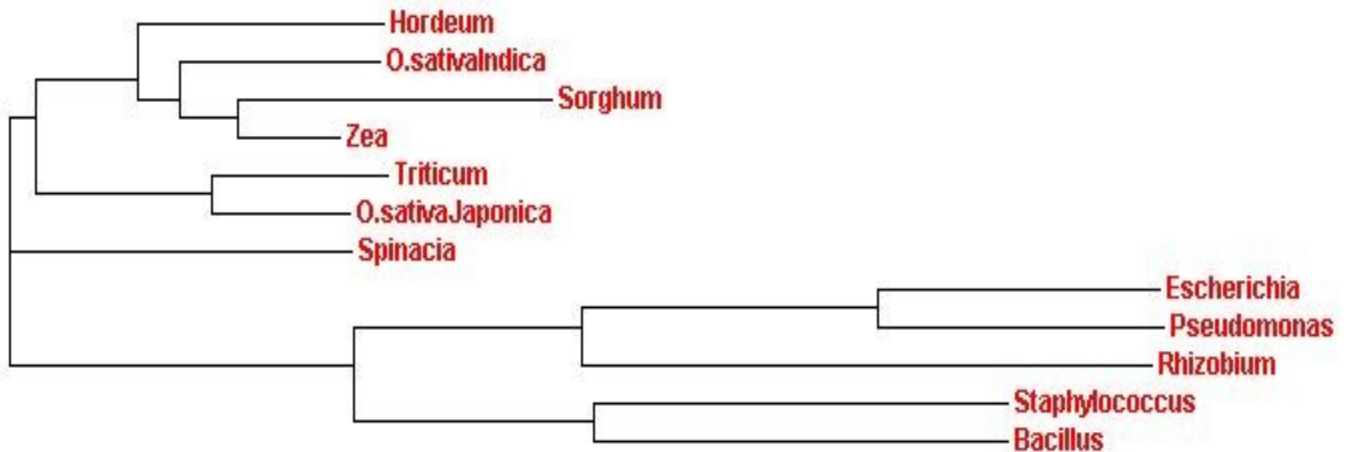 Hordeum
O.sativaIndica
Sorghum
Zea
Triticum
O.sativaJaponica
Spinacia
Escherichia
Pseudomonas
Rhizobium
Staphylococcus
Bacillus